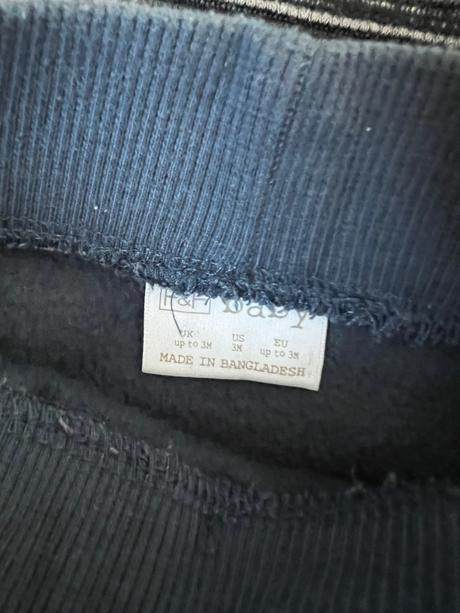 F&F baby
UK US EU
up to 3M 3M up to 3M
MADE IN BANGLADESH